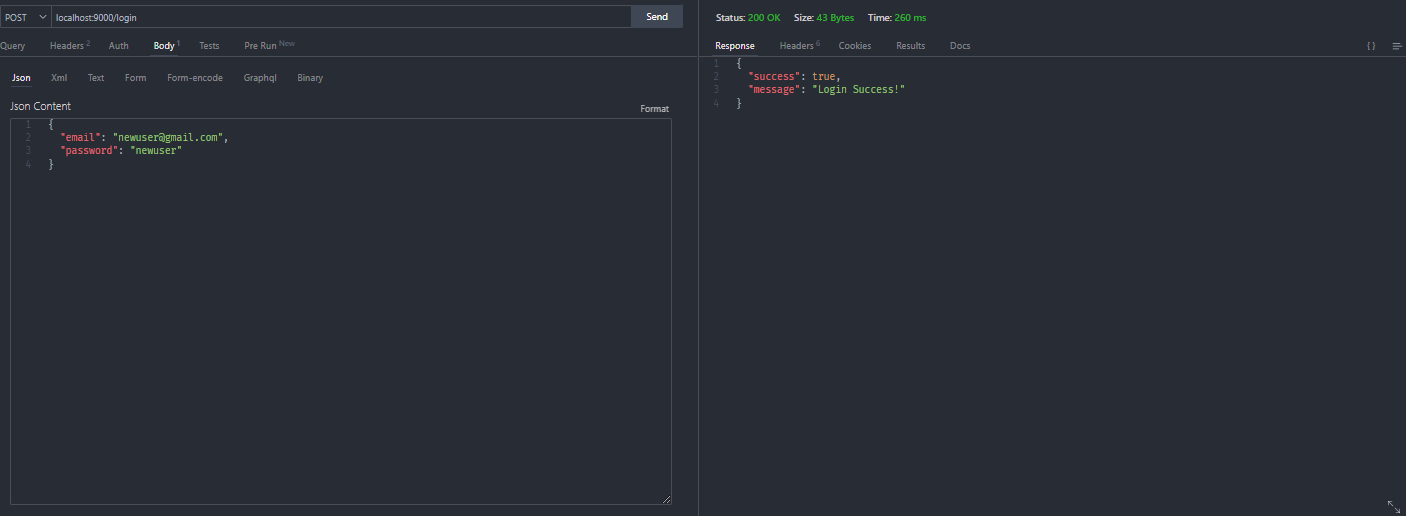 POST localhost:9000/login Send
Query Headers 2 Auth Body 1 Tests Pre Run New
Json Xml Text Form Form-encode Graphql Binary
Json Content
Format
1 {
2 "email": "newuser@gmail.com",
3 "password": "newuser"
4 }
Status: 200 OK Size: 43 Bytes Time: 260 ms
Response Headers 6 Cookies Results Docs { }
1 {
2 "success": true,
3 "message": "Login Success!"
4 }